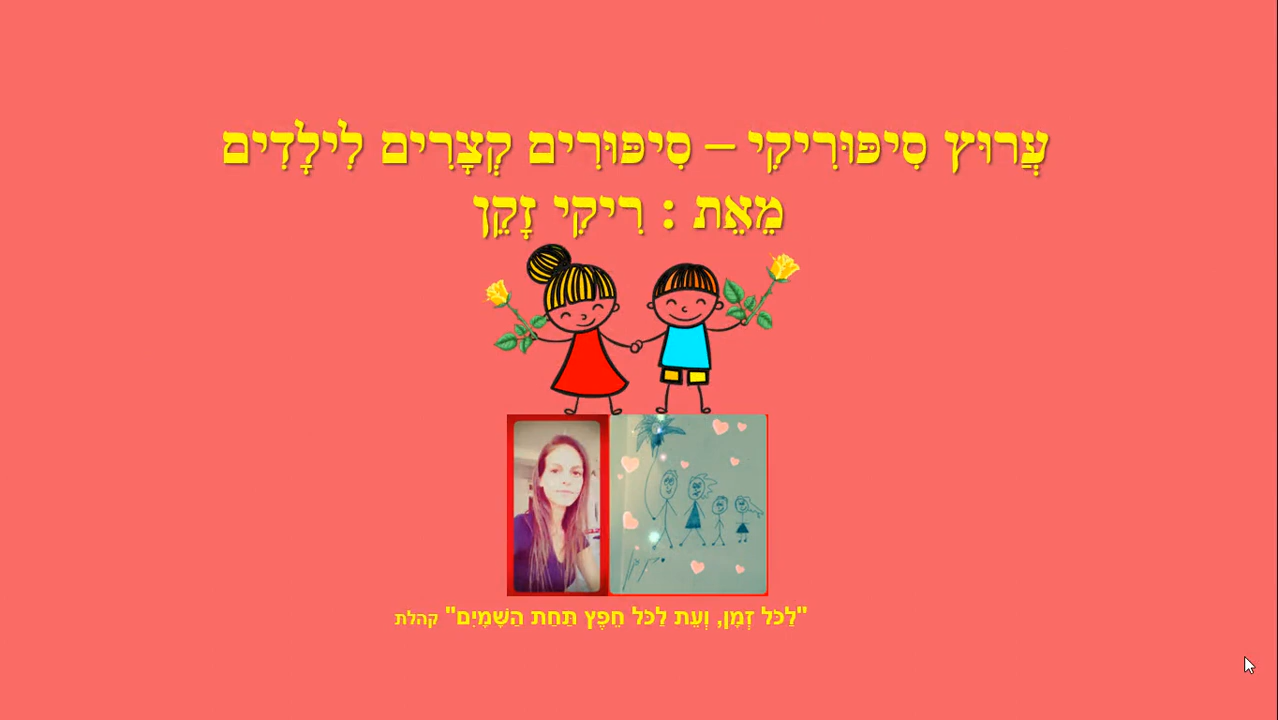 עֲרוּץ סִיפּוּרִיקִי – סִיפּוּרִים קְצָרִים לִילָדִים
מֵאֵת : רִיקִי זָקֵן
"לַכֹּל זְמָן, וְעֵת לַכֹּל חֵפֶץ תַּחַת הַשָּׁמָיִם" קהלת